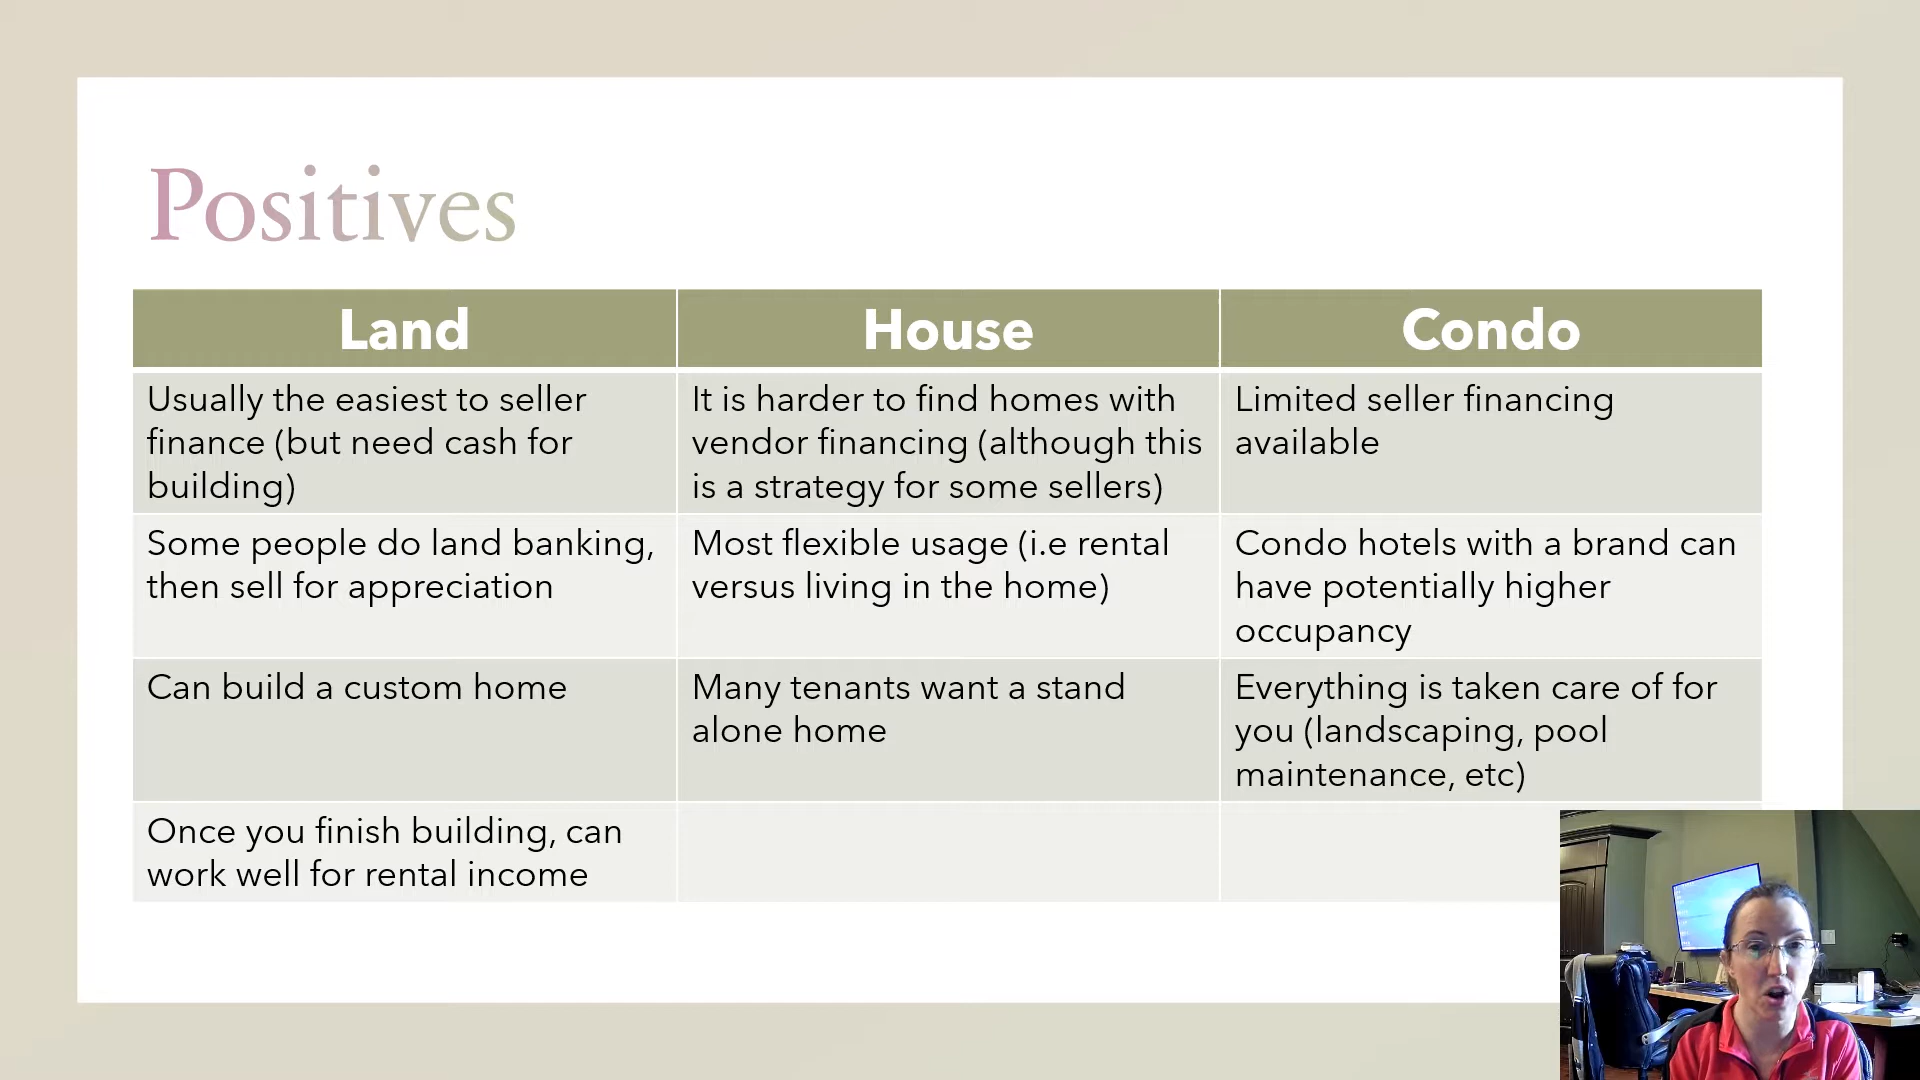 Positives
Land
House
Condo
Usually the easiest to seller
finance (but need cash for
building)
It is harder to find homes with
vendor financing (although this
is a strategy for some sellers)
Limited seller financing
available
Some people do land banking,
then sell for appreciation
Most flexible usage (i.e rental
versus living in the home)
Condo hotels with a brand can
have potentially higher
occupancy
Can build a custom home
Many tenants want a stand
alone home
Everything is taken care of for
you (landscaping, pool
maintenance, etc)
Once you finish building, can
work well for rental income